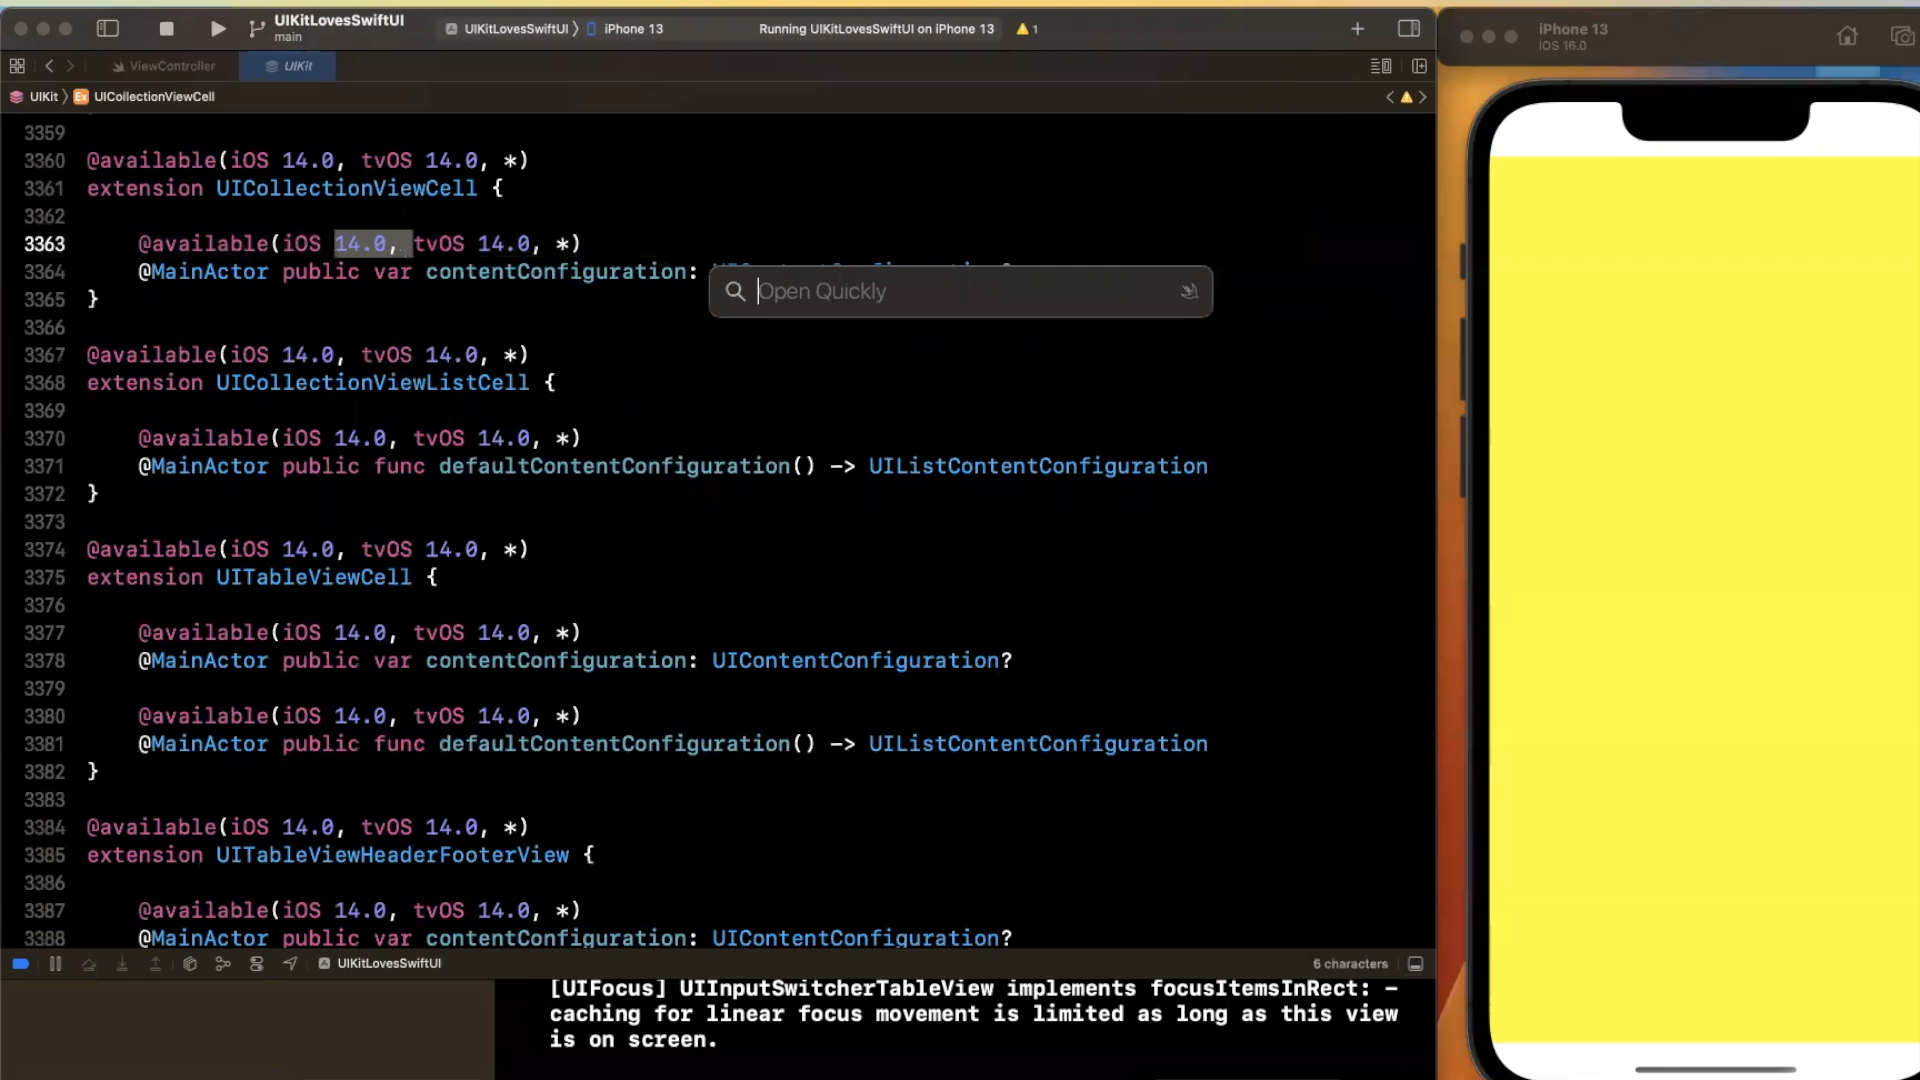 UIKitLovesSwiftUI
main
UIKitLovesSwiftUI 〉 iPhone 13
Running UIKitLovesSwiftUI on iPhone 13
1
iPhone 13
iOS 16.0
ViewController
UIKit
UIKit 〉 Ex UICollectionViewCell
3359
3360 @available(iOS 14.0, tvOS 14.0, *)
3361 extension UICollectionViewCell {
3362
3363 @available(iOS 14.0, tvOS 14.0, *)
3364 @MainActor public var contentConfiguration: UIContentConfiguration?
Open Quickly
3365 }
3366
3367 @available(iOS 14.0, tvOS 14.0, *)
3368 extension UICollectionViewListCell {
3369
3370 @available(iOS 14.0, tvOS 14.0, *)
3371 @MainActor public func defaultContentConfiguration() -> UIListContentConfiguration
3372 }
3373
3374 @available(iOS 14.0, tvOS 14.0, *)
3375 extension UITableViewCell {
3376
3377 @available(iOS 14.0, tvOS 14.0, *)
3378 @MainActor public var contentConfiguration: UIContentConfiguration?
3379
3380 @available(iOS 14.0, tvOS 14.0, *)
3381 @MainActor public func defaultContentConfiguration() -> UIListContentConfiguration
3382 }
3383
3384 @available(iOS 14.0, tvOS 14.0, *)
3385 extension UITableViewHeaderFooterView {
3386
3387 @available(iOS 14.0, tvOS 14.0, *)
3388 @MainActor public var contentConfiguration: UIContentConfiguration?
UIKitLovesSwiftUI
6 characters
[UIFocus] UIInputSwitcherTableView implements focusItemsInRect: -
caching for linear focus movement is limited as long as this view
is on screen.